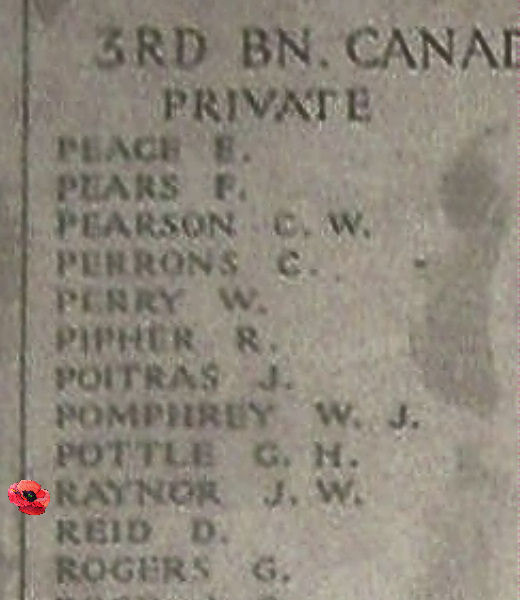 3RD BN. CANAD
PRIVATE
PEACE E.
PEARS F.
PEARSON C. W.
PERRONS C.
PERRY W.
PIPHER R.
POITRAS J.
POMPHREY W. J.
POTTLE G. H.
RAYNOR J. W.
REID D.
ROGERS G.